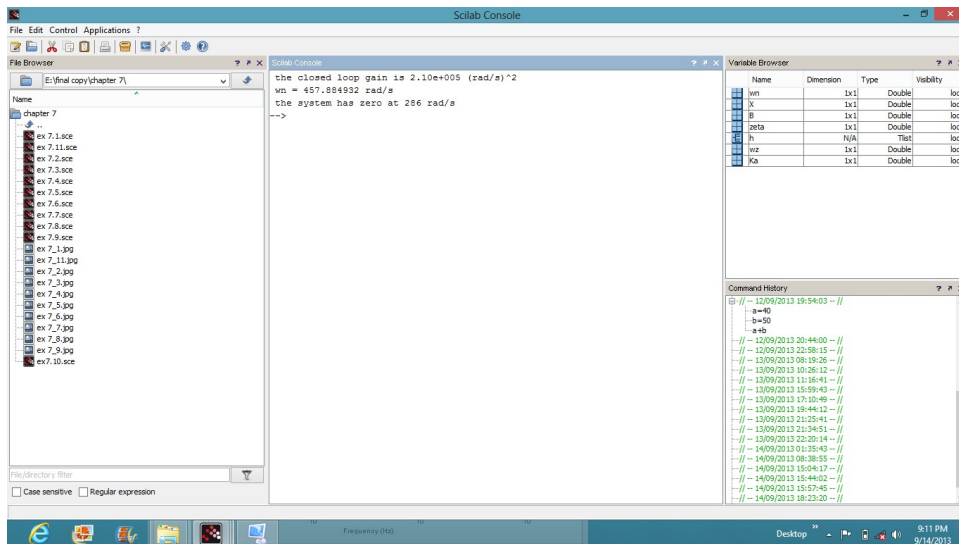 Scilab Console
File Edit Control Applications ?
File Browser
E:\final copy\chapter 7\
Name
chapter 7
..
ex 7.1.sce
ex 7.11.sce
ex 7.2.sce
ex 7.3.sce
ex 7.4.sce
ex 7.5.sce
ex 7.6.sce
ex 7.7.sce
ex 7.8.sce
ex 7.9.sce
ex 7_1.jpg
ex 7_11.jpg
ex 7_2.jpg
ex 7_3.jpg
ex 7_4.jpg
ex 7_5.jpg
ex 7_6.jpg
ex 7_7.jpg
ex 7_8.jpg
ex 7_9.jpg
ex7.10.sce
File/directory filter
Case sensitive Regular expression
Scilab Console
the closed loop gain is 2.10e+005 (rad/s)^2
wn = 457.884932 rad/s
the system has zero at 286 rad/s
-->
Variable Browser
Name Dimension Type Visibility
wn 1x1 Double loc
X 1x1 Double loc
B 1x1 Double loc
zeta 1x1 Double loc
h N/A Tlist loc
wz 1x1 Double loc
Ka 1x1 Double loc
Command History
// -- 12/09/2013 19:54:03 -- //
a=40
b=50
a+b
// -- 12/09/2013 20:44:00 -- //
// -- 12/09/2013 22:58:15 -- //
// -- 13/09/2013 08:19:26 -- //
// -- 13/09/2013 10:26:12 -- //
// -- 13/09/2013 11:16:41 -- //
// -- 13/09/2013 15:59:43 -- //
// -- 13/09/2013 17:10:49 -- //
// -- 13/09/2013 19:44:12 -- //
// -- 13/09/2013 21:25:41 -- //
// -- 13/09/2013 21:34:51 -- //
// -- 13/09/2013 22:20:14 -- //
// -- 14/09/2013 01:35:43 -- //
// -- 14/09/2013 08:38:55 -- //
// -- 14/09/2013 15:04:17 -- //
// -- 14/09/2013 15:44:02 -- //
// -- 14/09/2013 15:57:45 -- //
// -- 14/09/2013 18:23:20 -- //
Frequency (Hz)
Desktop
9:11 PM
9/14/2013